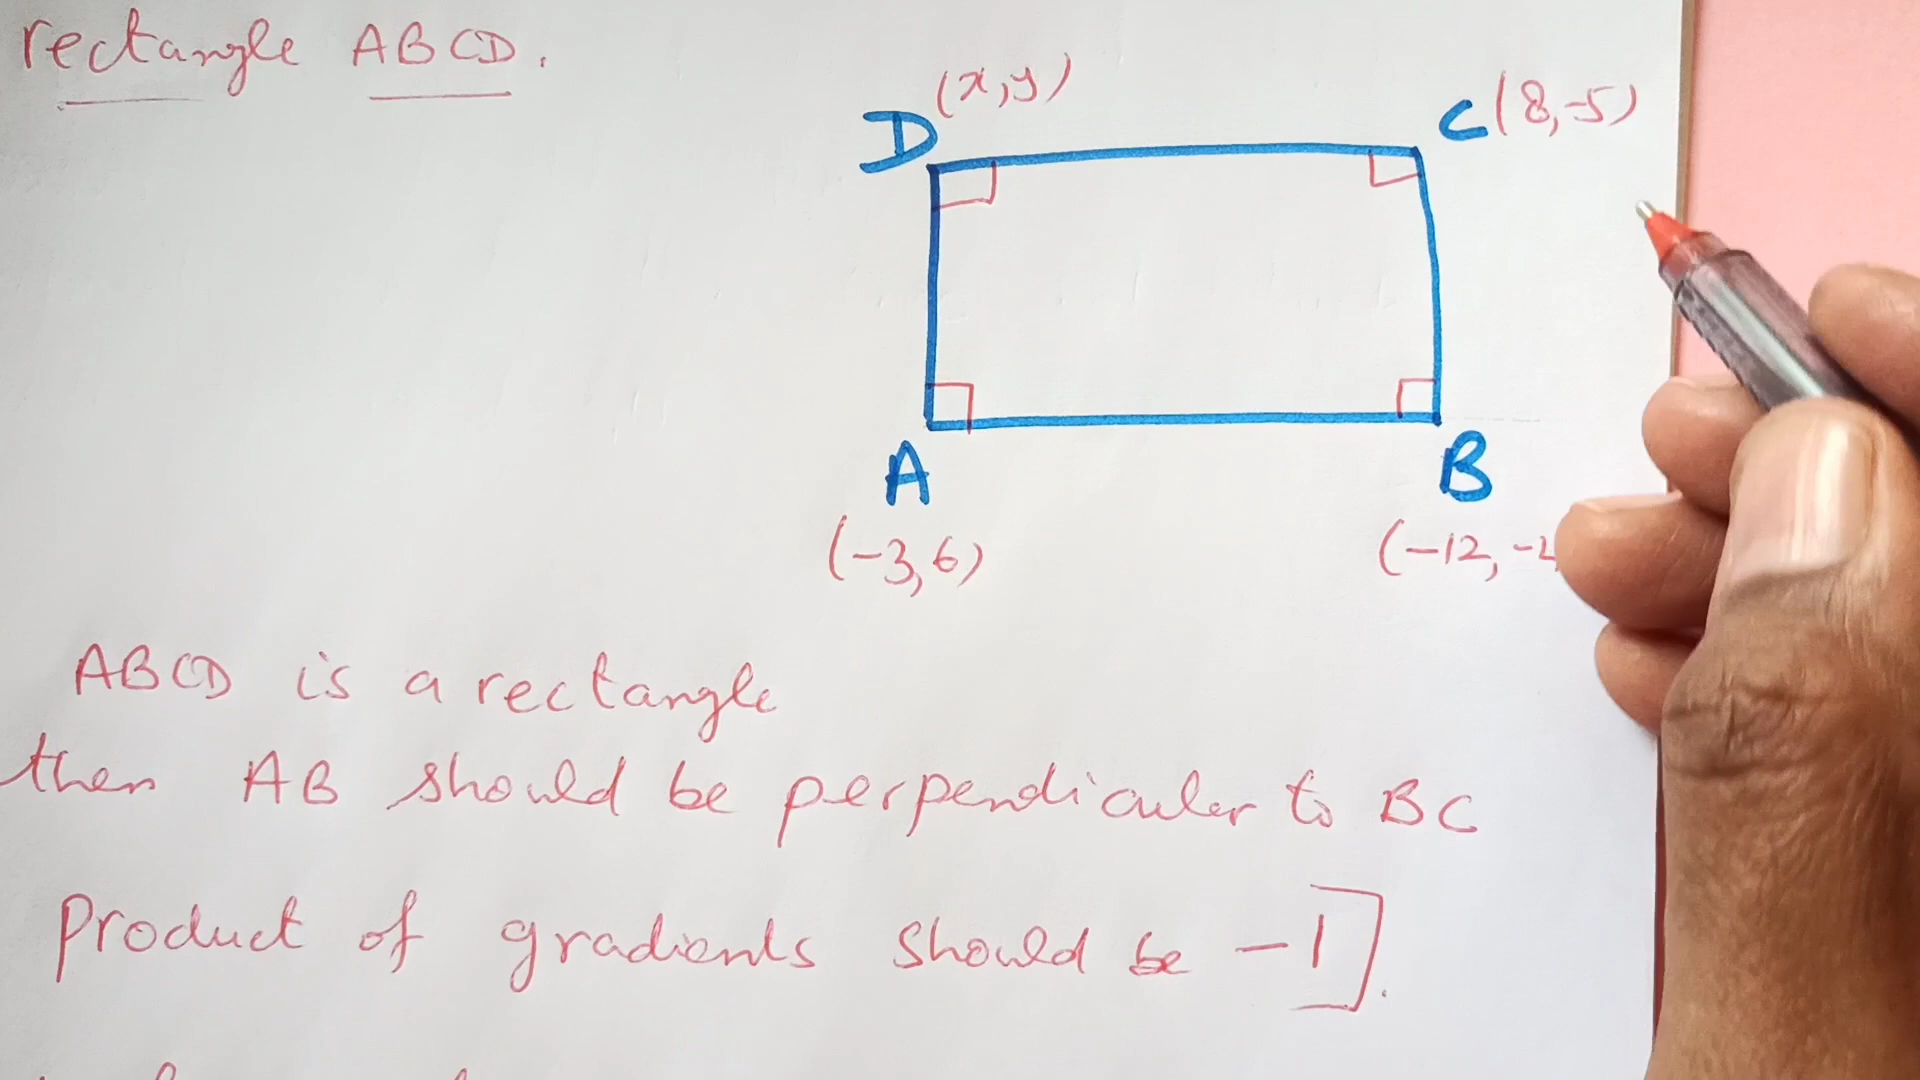 rectangle ABCD.
(x,y)
D
C(8,-5)
A
B
(-3,6)
(-12,
ABCD is a rectangle
then AB should be perpendicular to BC
Product of gradients should be -1].